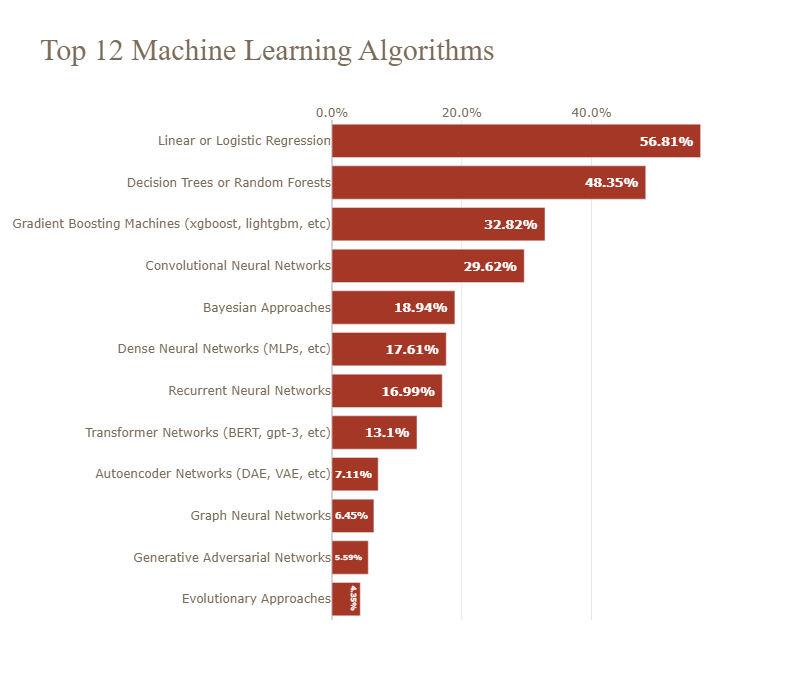 Top 12 Machine Learning Algorithms
0.0% 20.0% 40.0%
Linear or Logistic Regression 56.81%
Decision Trees or Random Forests 48.35%
Gradient Boosting Machines (xgboost, lightgbm, etc) 32.82%
Convolutional Neural Networks 29.62%
Bayesian Approaches 18.94%
Dense Neural Networks (MLPs, etc) 17.61%
Recurrent Neural Networks 16.99%
Transformer Networks (BERT, gpt-3, etc) 13.1%
Autoencoder Networks (DAE, VAE, etc) 7.11%
Graph Neural Networks 6.45%
Generative Adversarial Networks 5.59%
Evolutionary Approaches 4.35%